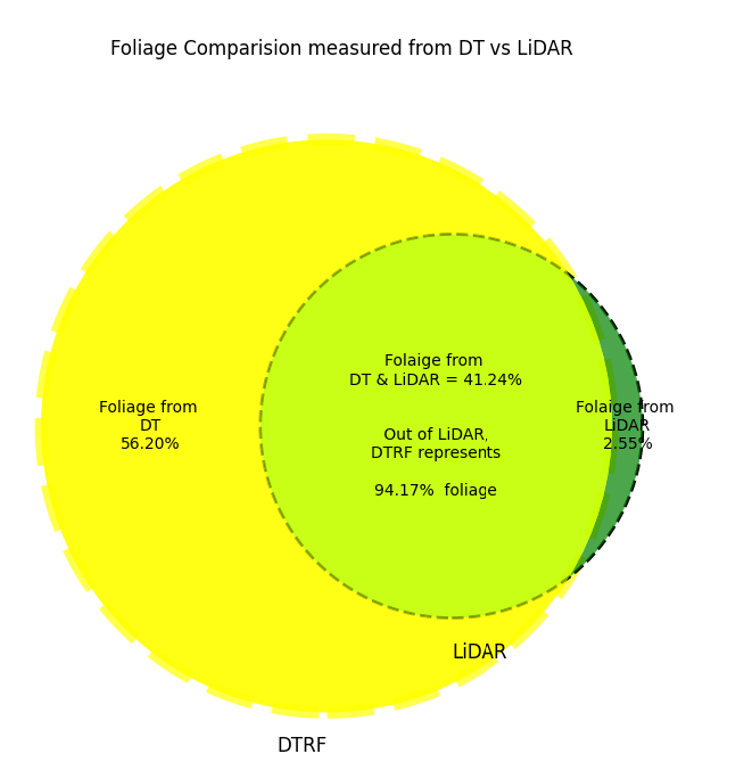 Foliage Comparision measured from DT vs LiDAR
Folaige from
DT & LiDAR = 41.24%
Foliage from
DT
56.20%
Folaige from
LiDAR
2.55%
Out of LiDAR,
DTRF represents
94.17%  foliage
LiDAR
DTRF